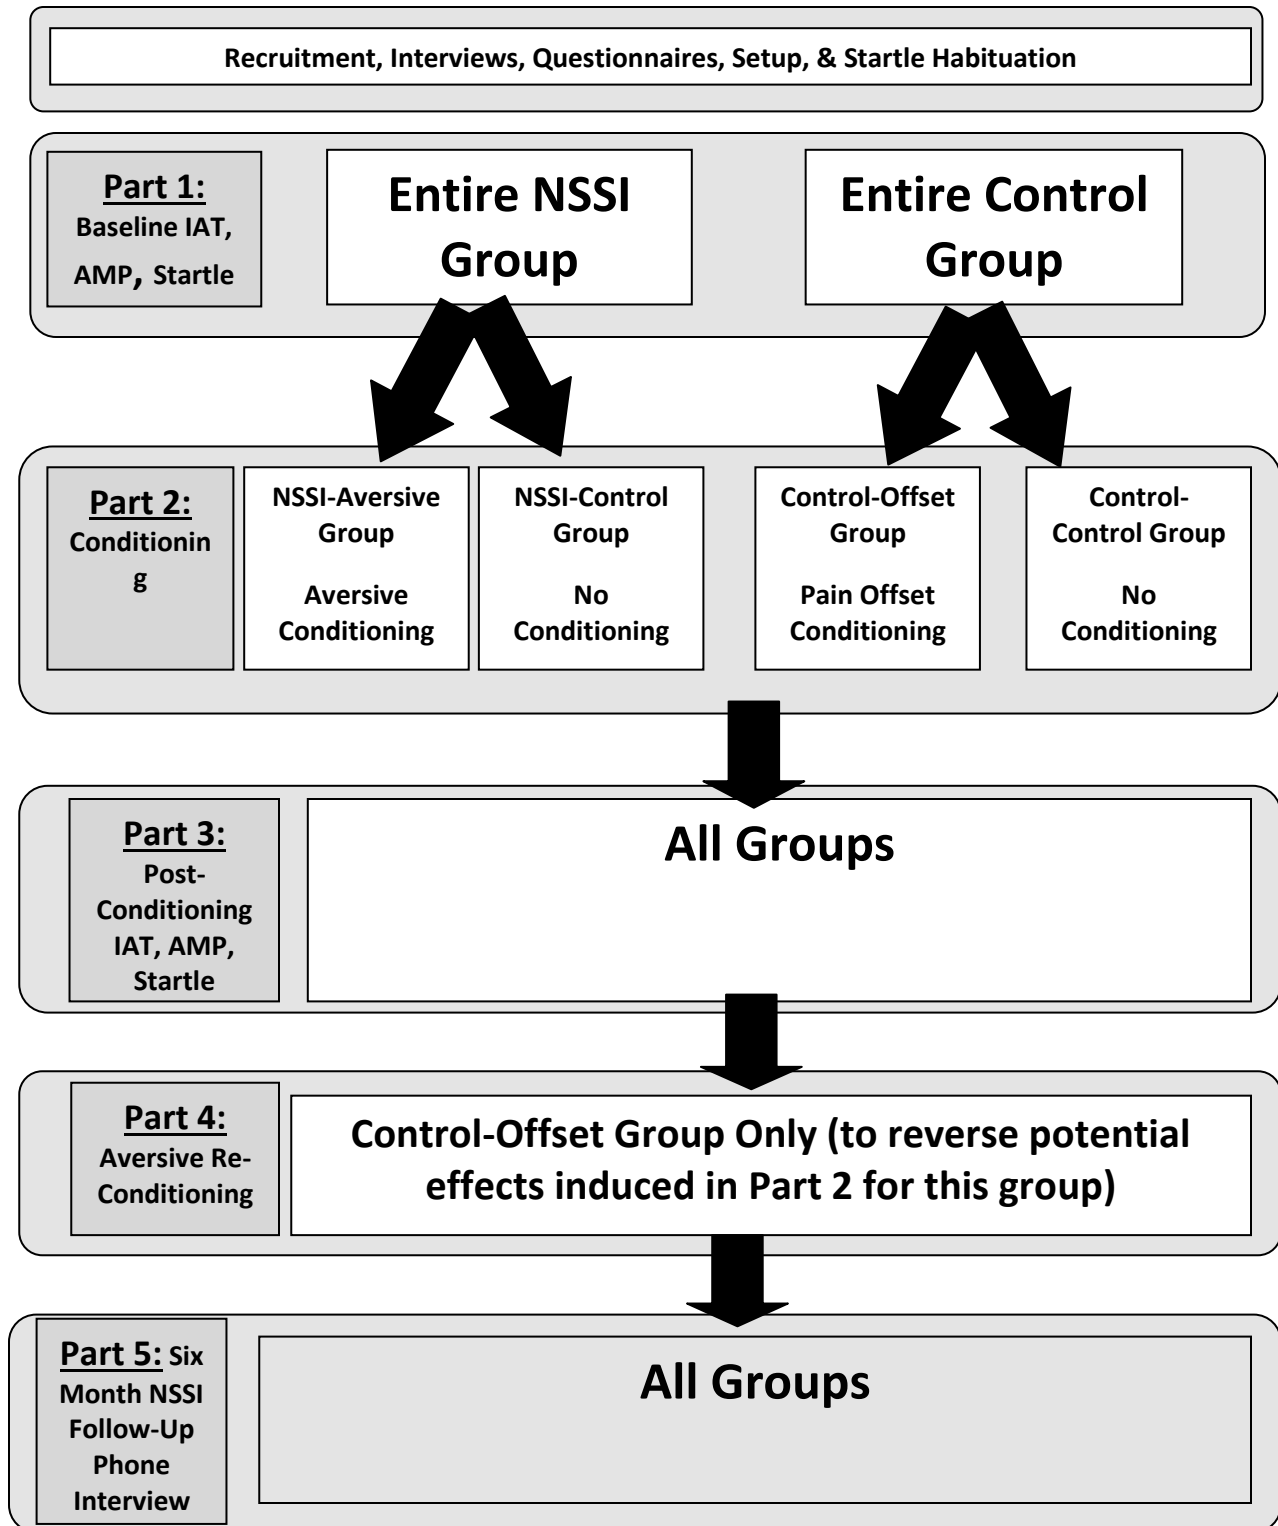 Recruitment, Interviews, Questionnaires, Setup, & Startle Habituation
Part 1:
Baseline IAT,
AMP, Startle
Entire NSSI
Group
Entire Control
Group
Part 2:
Conditionin
g
NSSI-Aversive
Group
Aversive
Conditioning
NSSI-Control
Group
No
Conditioning
Control-Offset
Group
Pain Offset
Conditioning
Control-
Control Group
No
Conditioning
Part 3:
Post-
Conditioning
IAT, AMP,
Startle
All Groups
Part 4:
Aversive Re-
Conditioning
Control-Offset Group Only (to reverse potential
effects induced in Part 2 for this group)
Part 5: Six
Month NSSI
Follow-Up
Phone
Interview
All Groups